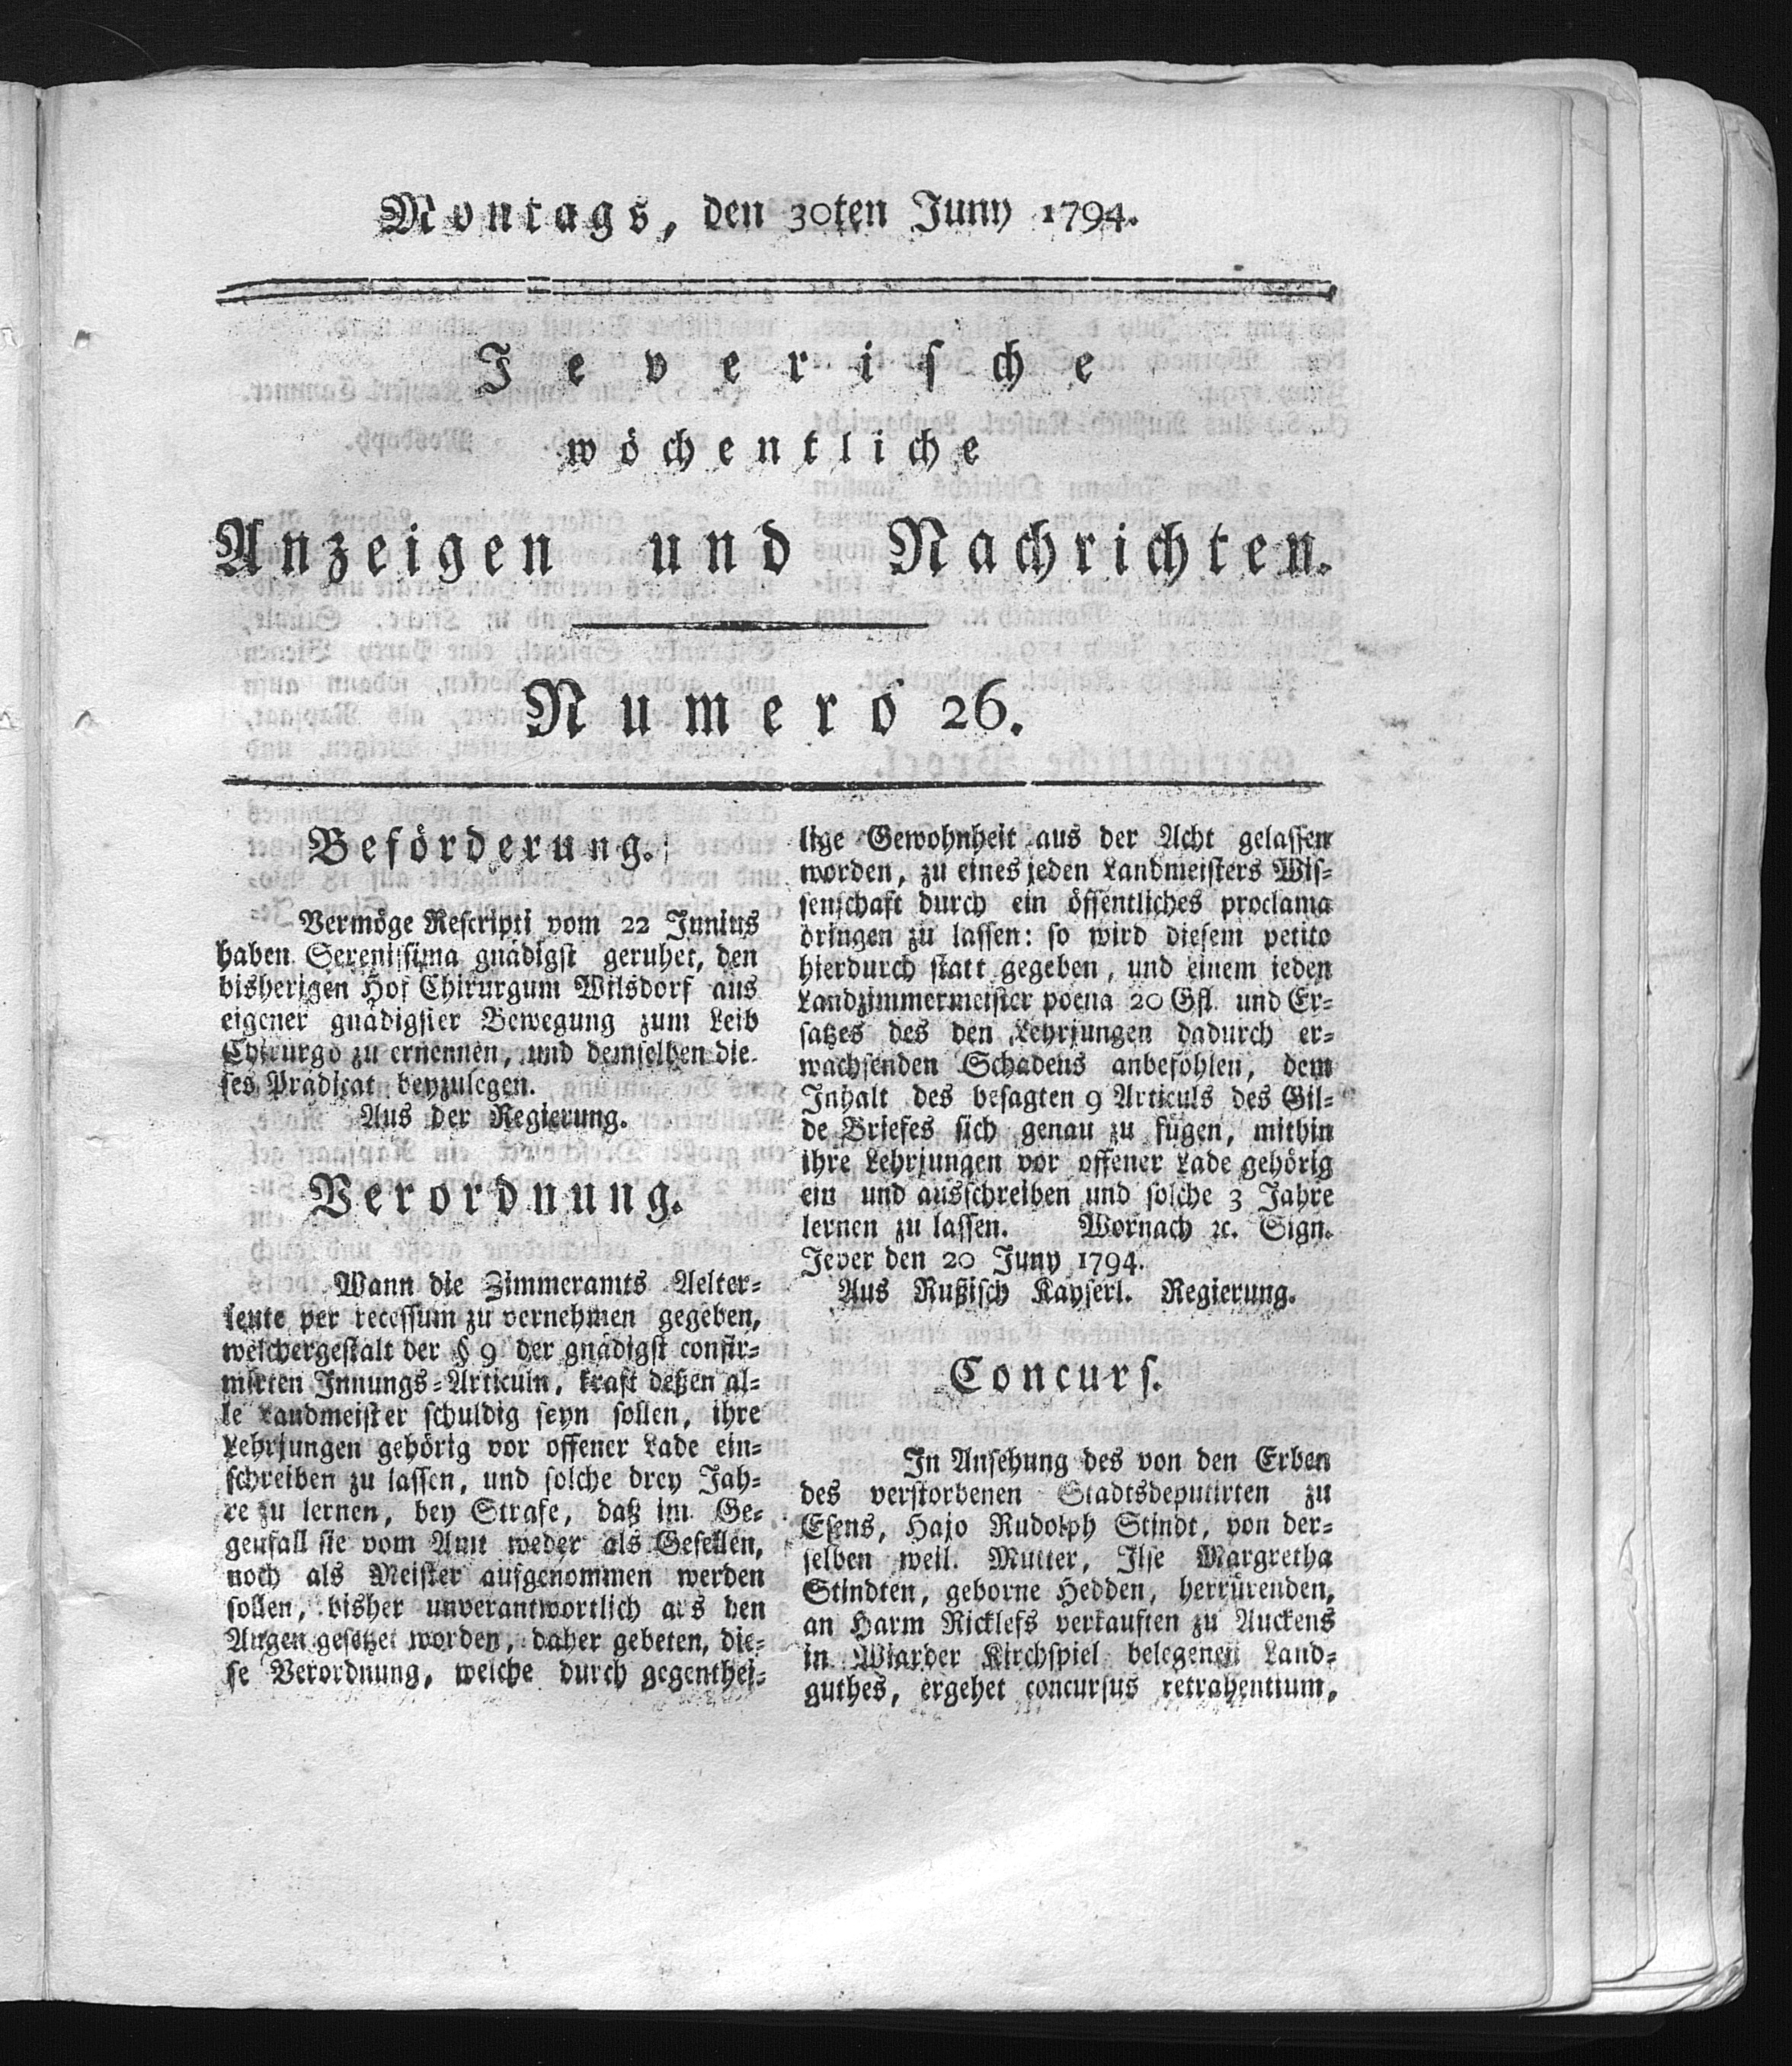 Montags, den 30ten Juny 1794.
Jeverische
wöchentliche
Anzeigen und Nachrichten.
Numero 26.
Beförderung.
Vermöge Rescripti vom 22 Junius
haben Serenissima gnädigst geruhet, den
bisherigen Hof Chirurgum Wilsdorf aus
eigener gnädigster Bewegung zum Leib
Chirurgo zu ernennen, und demselben die-
ses Prädicat beyzulegen.
Aus der Regierung.
Verordnung.
Wann die Zimmeramts Aelter-
leute per recessum zu vernehmen gegeben,
welchergestalt der § 9 der gnädigst confir-
mirten Innungs-Articuln, kraft deßen al-
le Landmeister schuldig seyn sollen, ihre
Lehrjungen gehörig vor offener Lade ein-
schreiben zu lassen, und solche drey Jah-
re zu lernen, bey Strafe, daß im Ge-
genfall sie vom Amt weder als Gesellen,
noch als Meister aufgenommen werden
sollen, bisher unverantwortlich aus den
Augen gesetzet worden, daher gebeten, die-
se Verordnung, welche durch gegenthei-
lige Gewohnheit aus der Acht gelassen
worden, zu eines jeden Landmeisters Wis-
senschaft durch ein öffentliches proclama
bringen zu lassen: so wird diesem petito
hierdurch statt gegeben, und einem jeden
Landzimmermeister poena 20 Gfl. und Er-
satzes des den Lehrjungen dadurch er-
wachsenden Schadens anbefohlen, dem
Inhalt des besagten 9 Articuls des Gil-
de Briefes sich genau zu fügen, mithin
ihre Lehrjungen vor offener Lade gehörig
ein und ausschreiben und solche 3 Jahre
lernen zu lassen. Wornach ꝛc. Sign.
Jever den 20 Juny 1794.
Aus Rußisch Kayserl. Regierung.
Concurs.
In Ansehung des von den Erben
des verstorbenen Stadtsdeputirten zu
Esens, Hajo Rudolph Stindt, von der-
selben weil. Mutter, Ilse Margretha
Stindten, geborne Hedden, herrürenden,
an Harm Ricklefs verkauften zu Auckens
in Wiarder Kirchspiel belegenen Land-
guthes, ergehet concursus retrahentium,